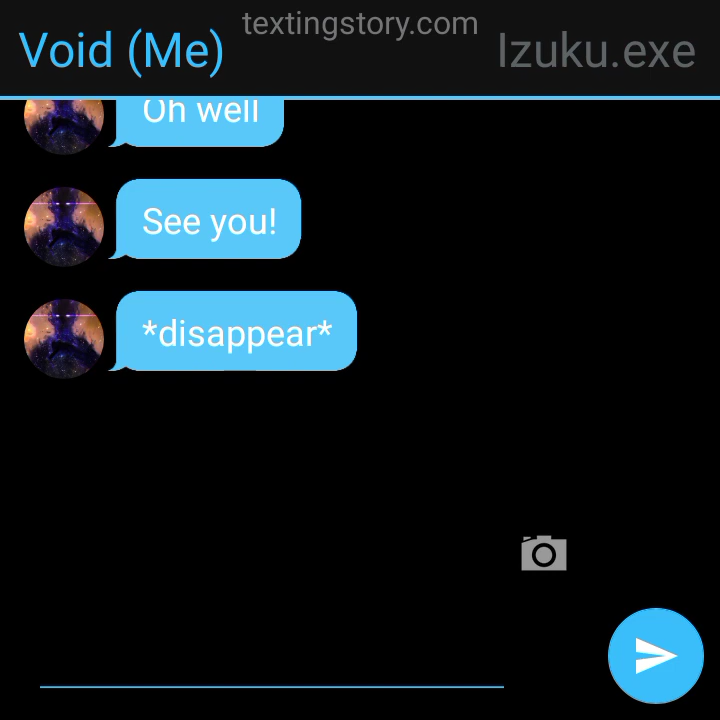 textingstory.com
Void (Me)
Izuku.exe
Oh well
See you!
*disappear*